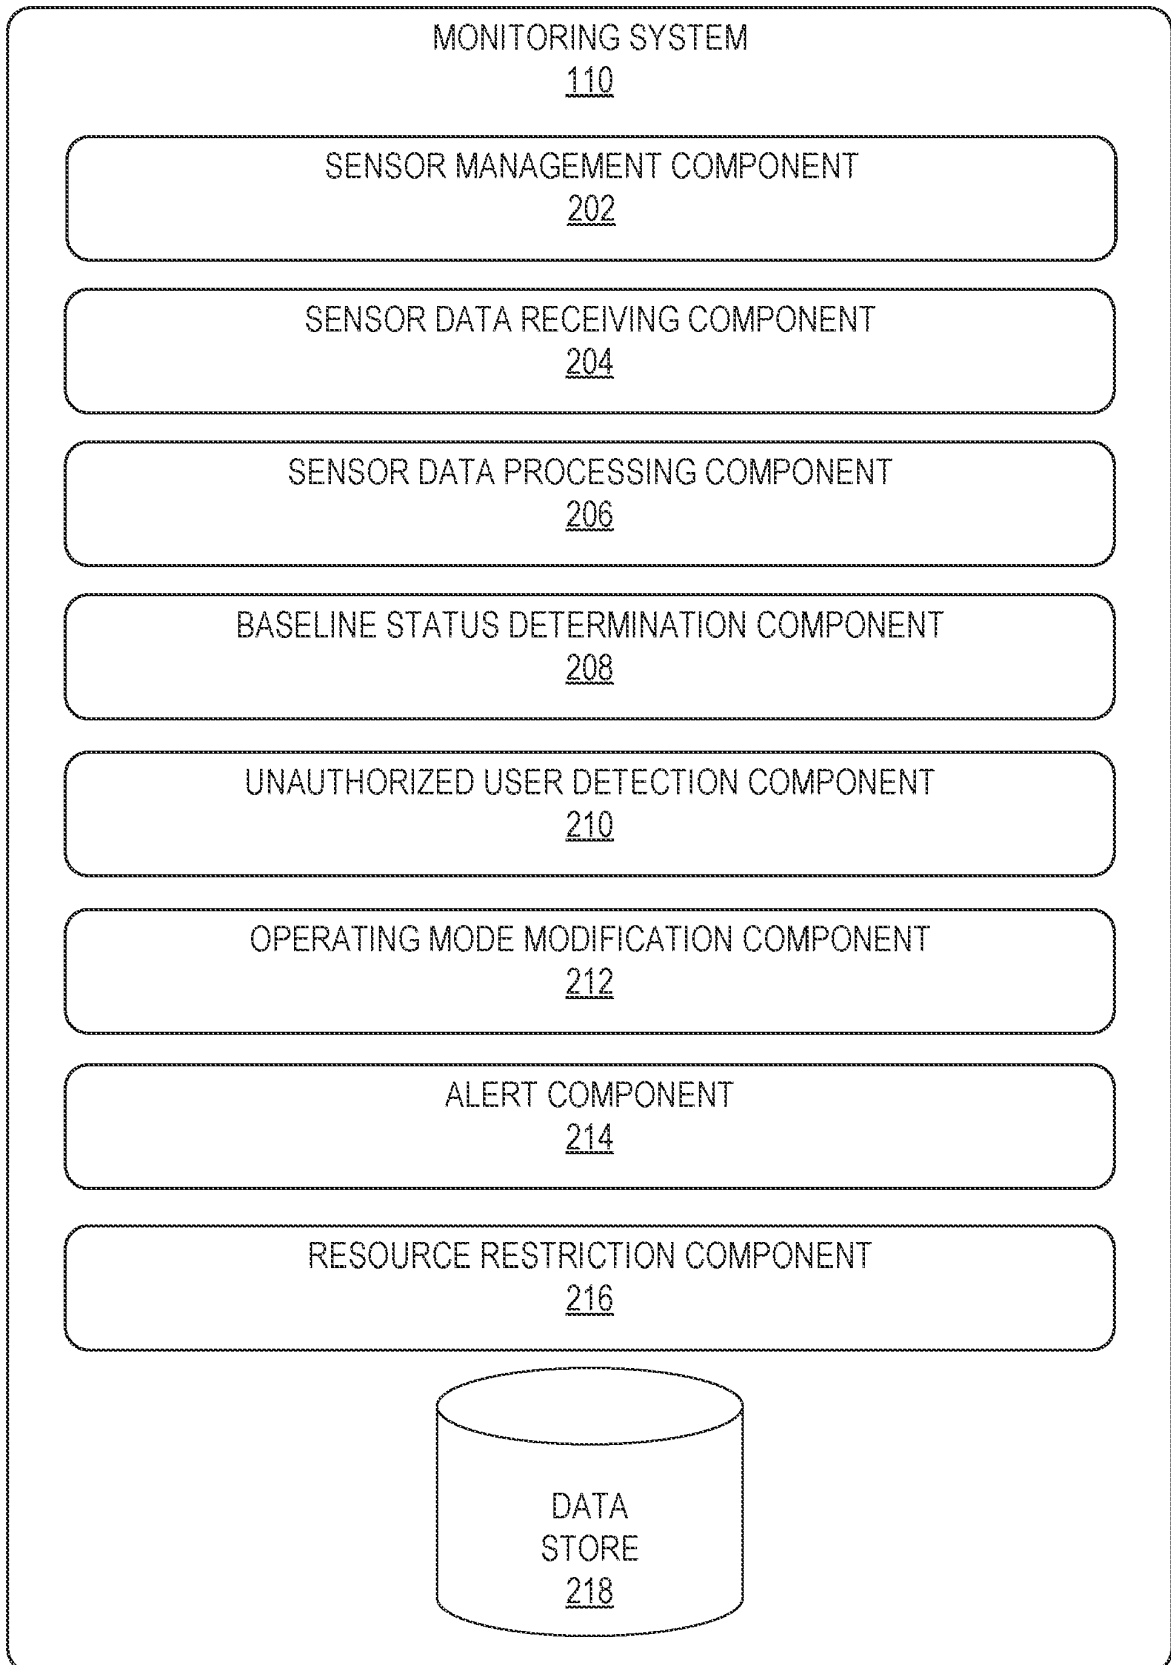 MONITORING SYSTEM
110
SENSOR MANAGEMENT COMPONENT
202
SENSOR DATA RECEIVING COMPONENT
204
SENSOR DATA PROCESSING COMPONENT
206
BASELINE STATUS DETERMINATION COMPONENT
208
UNAUTHORIZED USER DETECTION COMPONENT
210
OPERATING MODE MODIFICATION COMPONENT
212
ALERT COMPONENT
214
RESOURCE RESTRICTION COMPONENT
216
DATA
STORE
218